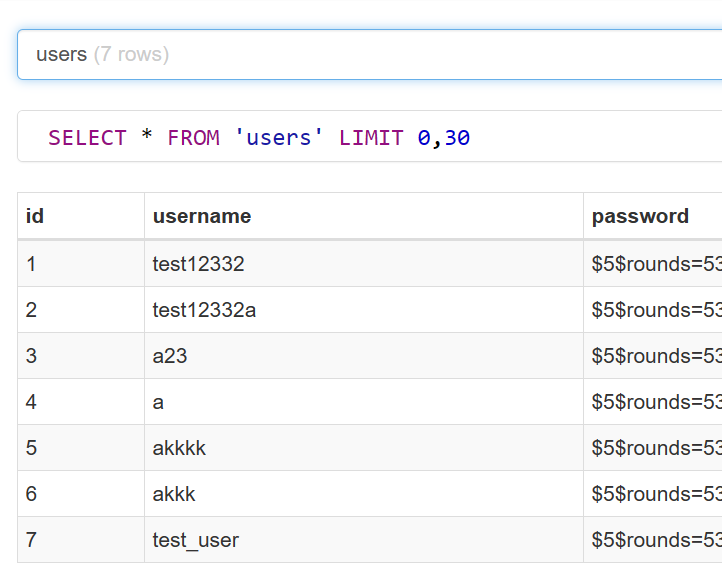 users (7 rows)
SELECT * FROM 'users' LIMIT 0,30
id username password
1 test12332 $5$rounds=53
2 test12332a $5$rounds=53
3 a23 $5$rounds=53
4 a $5$rounds=53
5 akkkk $5$rounds=53
6 akkk $5$rounds=53
7 test_user $5$rounds=53